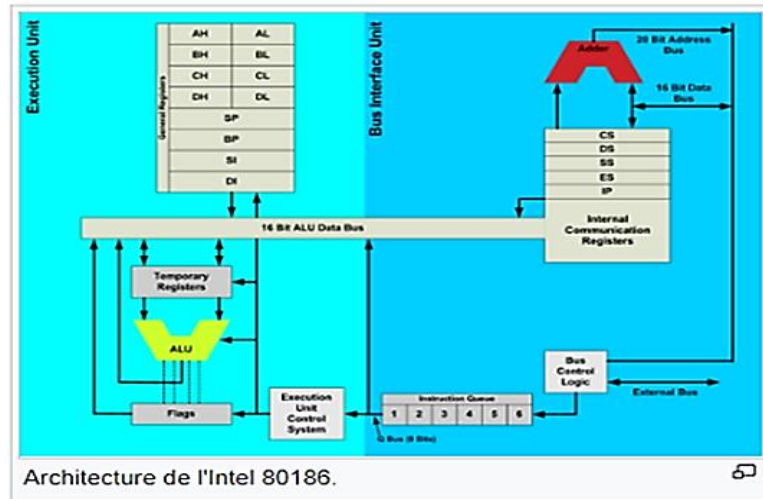 Execution Unit
General Registers
AH AL
BH BL
CH CL
DH DL
SP
BP
SI
DI
Bus Interface Unit
Adder
20 Bit Address
Bus
16 Bit Data
Bus
CS
DS
SS
ES
IP
Internal
Communication
Registers
16 Bit ALU Data Bus
Temporary
Registers
ALU
Flags
Execution
Unit
Control
System
Instruction Queue
1 2 3 4 5 6
Q Bus (8 Bits)
Bus
Control
Logic
External Bus
Architecture de l'Intel 80186.